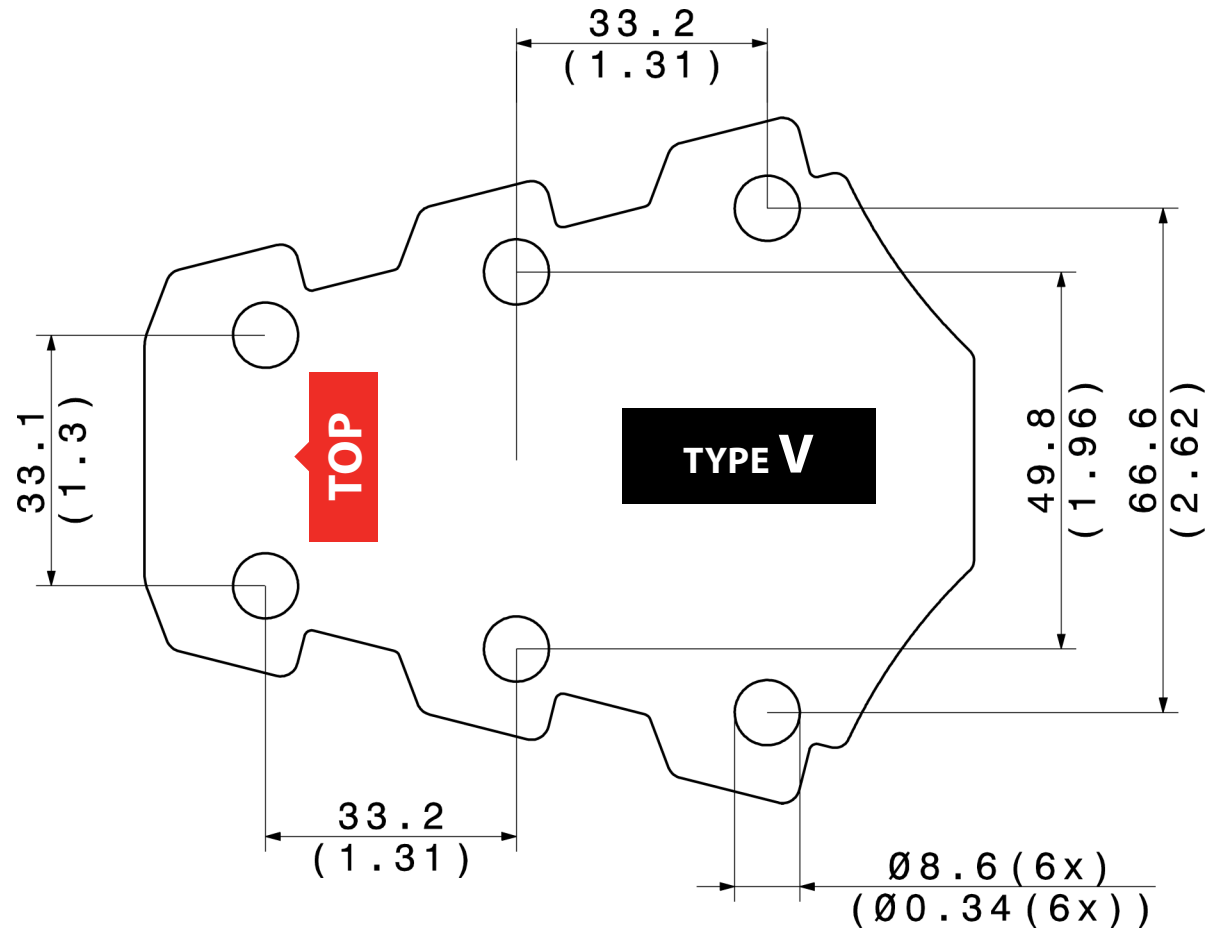 33.2
(1.31)
33.1
(1.3)
TOP
TYPE V
49.8
(1.96)
66.6
(2.62)
33.2
(1.31)
Ø8.6(6x)
(Ø0.34(6x))